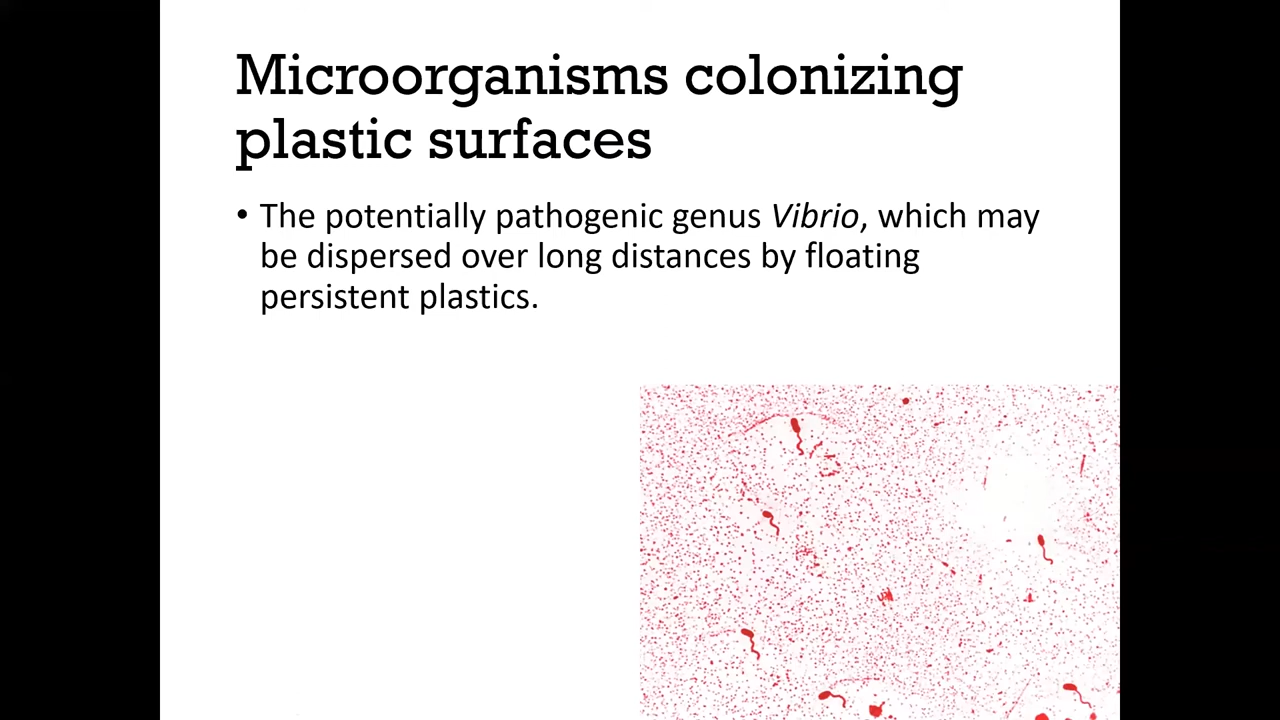 Microorganisms colonizing
plastic surfaces
• The potentially pathogenic genus Vibrio, which may
be dispersed over long distances by floating
persistent plastics.